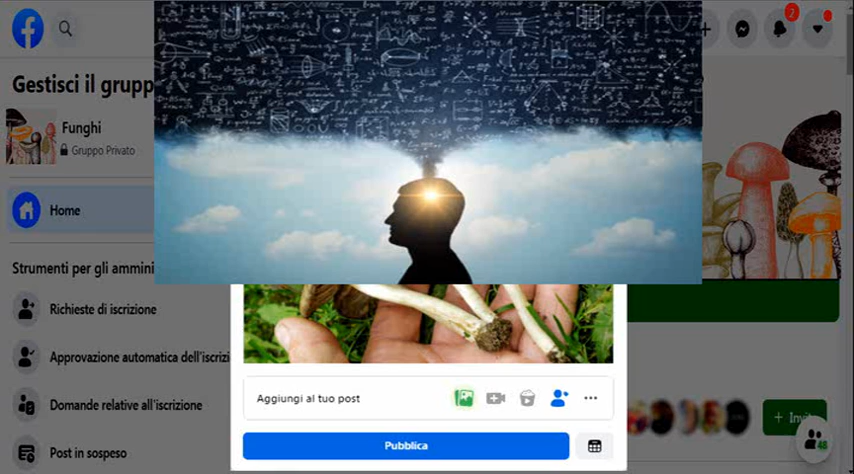 2
Gestisci il grupp
Funghi
Gruppo Privato
Home
Strumenti per gli ammini
Richieste di iscrizione
Approvazione automatica dell'iscrizi
Domande relative all'iscrizione
Post in sospeso
Aggiungi al tuo post
Pubblica
+ Invit
48